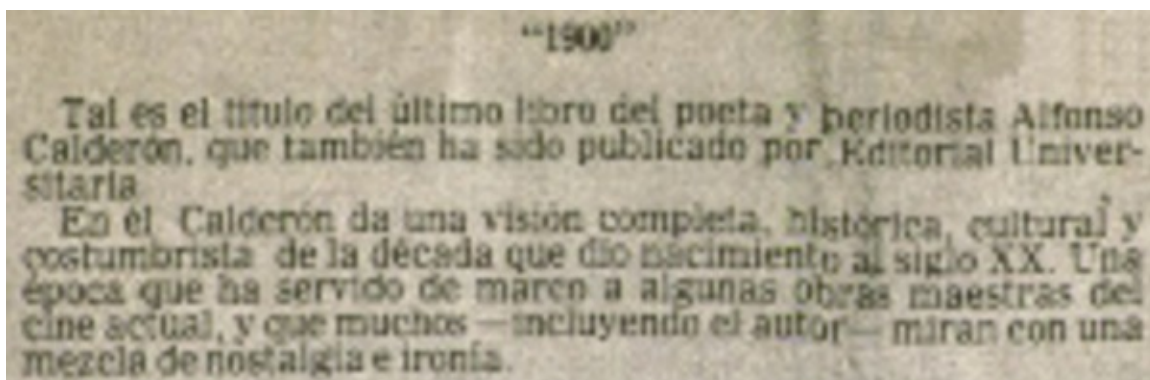 “1900”
Tal es el título del último libro del poeta y periodista Alfonso
Calderón, que también ha sido publicado por Editorial Univer-
sitaria
En él Calderón da una visión completa, histórica, cultural y
costumbrista de la década que dio nacimiento al siglo XX. Una
época que ha servido de marco a algunas obras maestras del
cine actual, y que muchos —incluyendo el autor— miran con una
mezcla de nostalgia e ironía.